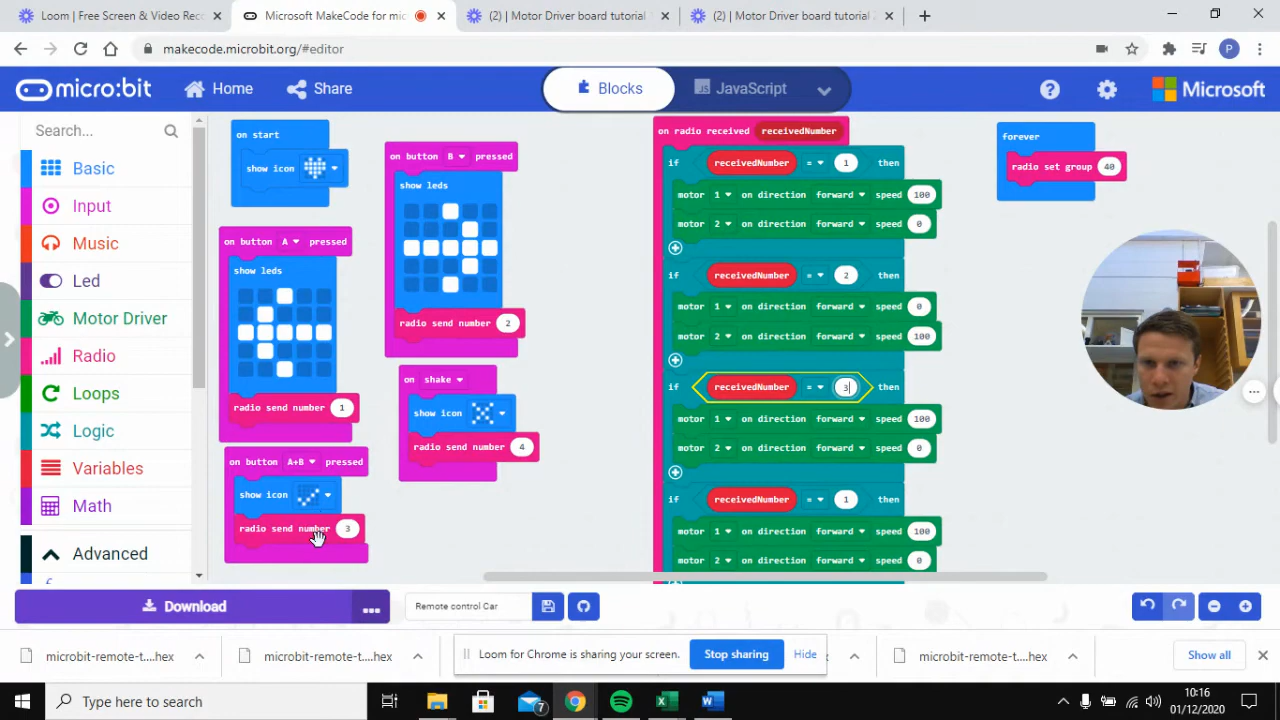 Loom | Free Screen & Video Rec
Microsoft MakeCode for mic
(2) | Motor Driver board tutorial
(2) | Motor Driver board tutorial 2
makecode.microbit.org/#editor
P
micro:bit
Home
Share
Blocks
JavaScript
Microsoft
Search...
Basic
Input
Music
Led
Motor Driver
Radio
Loops
Logic
Variables
Math
Advanced
on start
show icon
on button A pressed
show leds
radio send number 1
on button A+B pressed
show icon
radio send number 3
on button B pressed
show leds
radio send number 2
on shake
show icon
radio send number 4
on radio received receivedNumber
if receivedNumber = 1 then
motor 1 on direction forward speed 100
motor 2 on direction forward speed 0
if receivedNumber = 2 then
motor 1 on direction forward speed 0
motor 2 on direction forward speed 100
if receivedNumber = 3 then
motor 1 on direction forward speed 100
motor 2 on direction forward speed 0
if receivedNumber = 1 then
motor 1 on direction forward speed 100
motor 2 on direction forward speed 0
forever
radio set group 40
Download
Remote control Car
microbit-remote-t....hex
microbit-remote-t....hex
Loom for Chrome is sharing your screen.
Stop sharing
Hide
microbit-remote-t....hex
Show all
Type here to search
7
10:16
01/12/2020